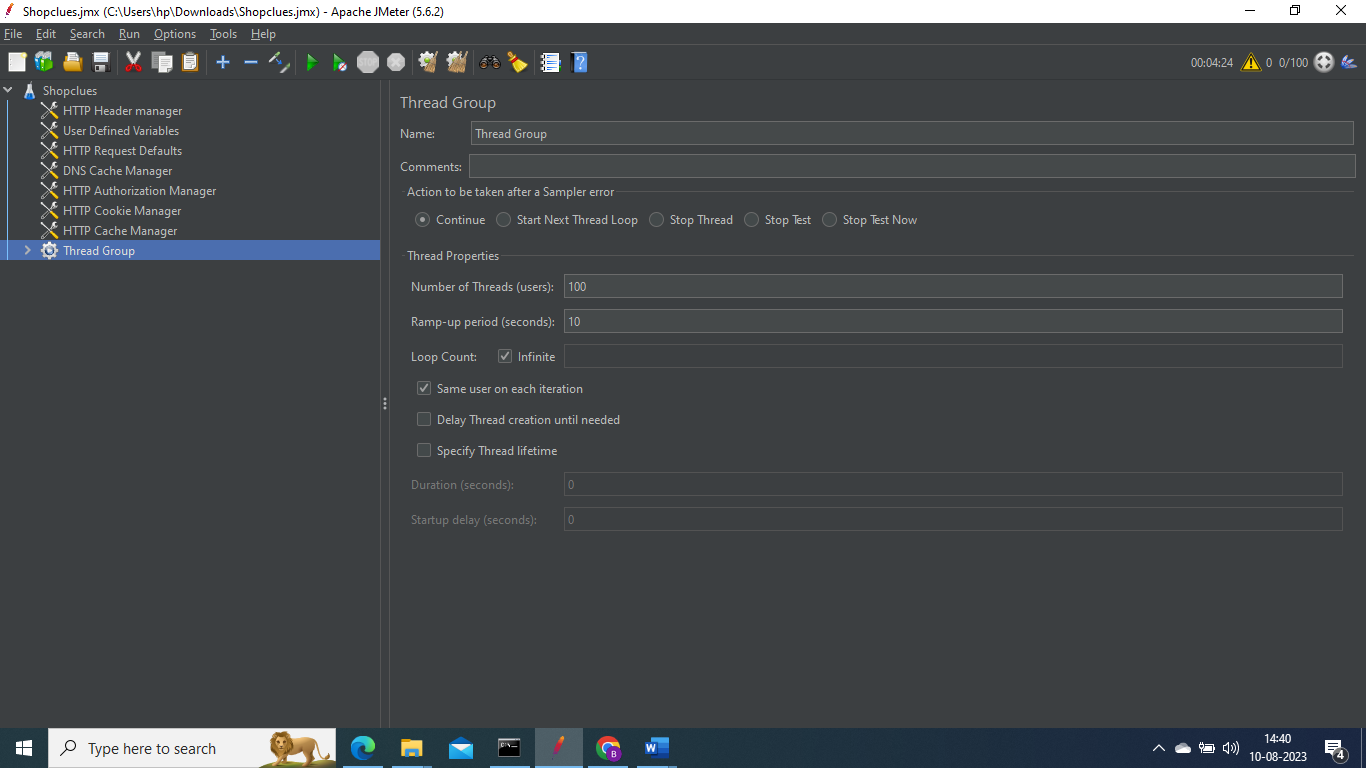 Shopclues.jmx (C:\Users\hp\Downloads\Shopclues.jmx) - Apache JMeter (5.6.2)
File Edit Search Run Options Tools Help
STOP
00:04:24 0 0/100
Shopclues
HTTP Header manager
User Defined Variables
HTTP Request Defaults
DNS Cache Manager
HTTP Authorization Manager
HTTP Cookie Manager
HTTP Cache Manager
Thread Group
Thread Group
Name: Thread Group
Comments:
Action to be taken after a Sampler error
Continue Start Next Thread Loop Stop Thread Stop Test Stop Test Now
Thread Properties
Number of Threads (users): 100
Ramp-up period (seconds): 10
Loop Count: Infinite
Same user on each iteration
Delay Thread creation until needed
Specify Thread lifetime
Duration (seconds): 0
Startup delay (seconds): 0
Type here to search
B
W
14:40
10-08-2023
4